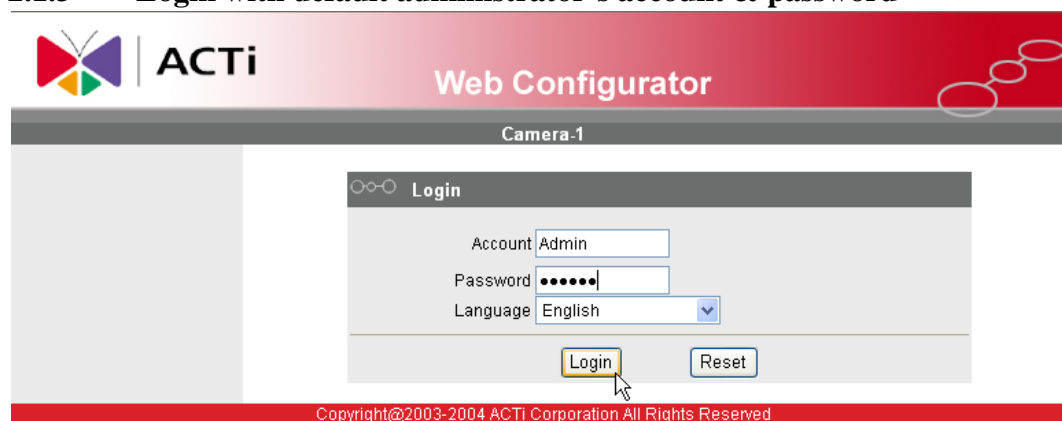 Login with default administrator's account & password
ACTi
Web Configurator
Camera-1
Login
Account Admin
Password ••••••
Language English
Login Reset
Copyright@2003-2004 ACTi Corporation All Rights Reserved